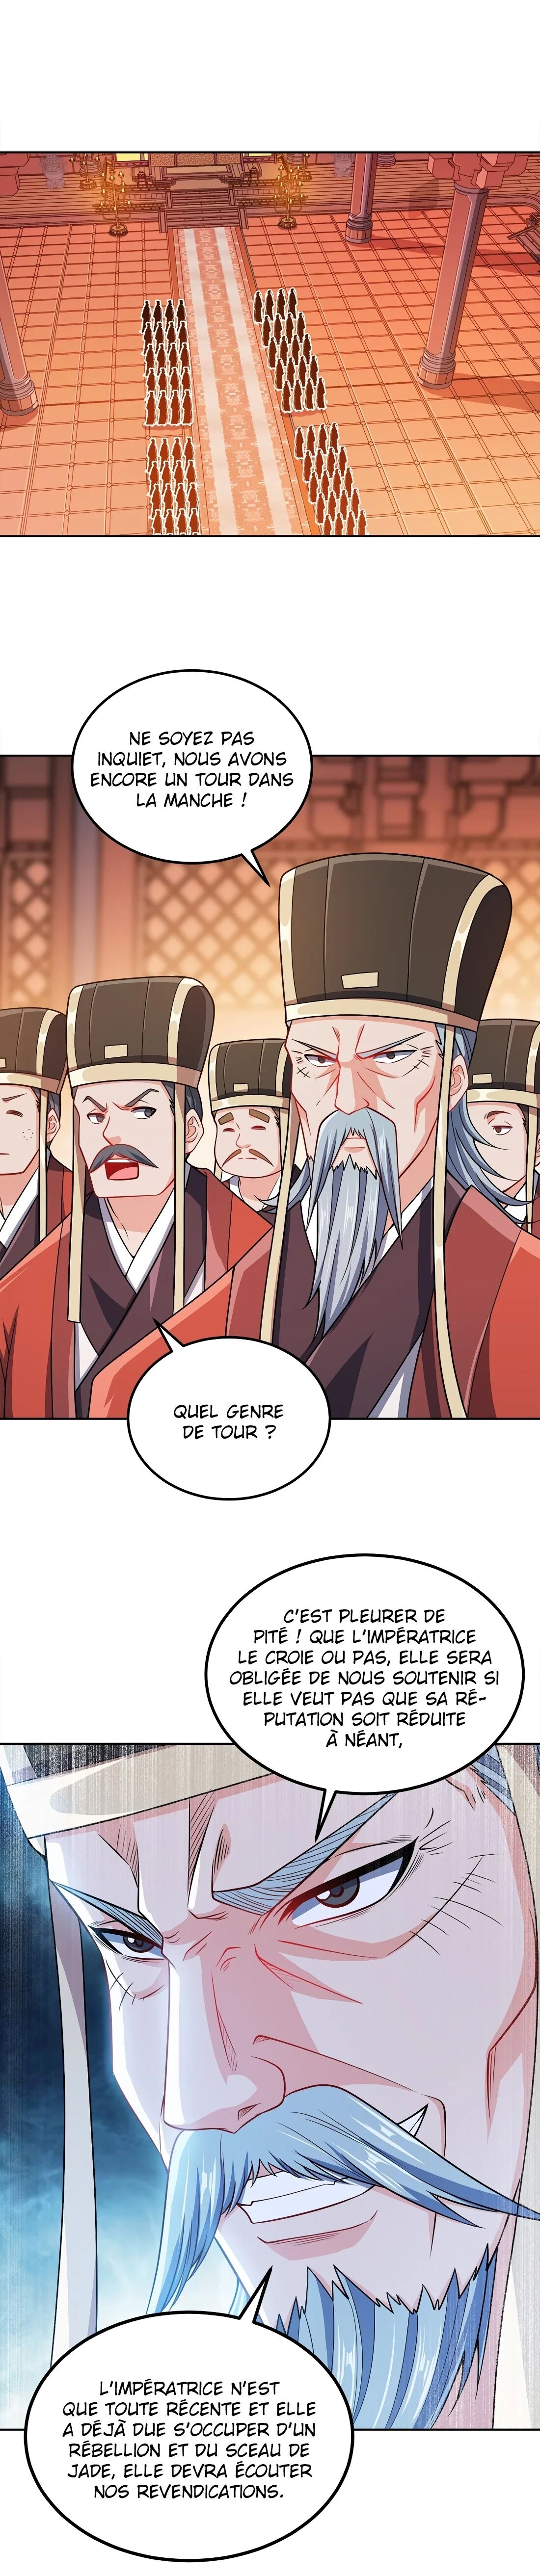 NE SOYEZ PAS
INQUIET, NOUS AVONS
ENCORE UN TOUR DANS
LA MANCHE !
QUEL GENRE
DE TOUR ?
C'EST PLEURER DE
PITÉ ! QUE L'IMPÉRATRICE
LE CROIE OU PAS, ELLE SERA
OBLIGÉE DE NOUS SOUTENIR SI
ELLE VEUT PAS QUE SA RÉ-
PUTATION SOIT RÉDUITE
À NÉANT,
L'IMPÉRATRICE N'EST
QUE TOUTE RÉCENTE ET ELLE
A DÉJÀ DUE S'OCCUPER D'UN
RÉBELLION ET DU SCEAU DE
JADE, ELLE DEVRA ÉCOUTER
NOS REVENDICATIONS.